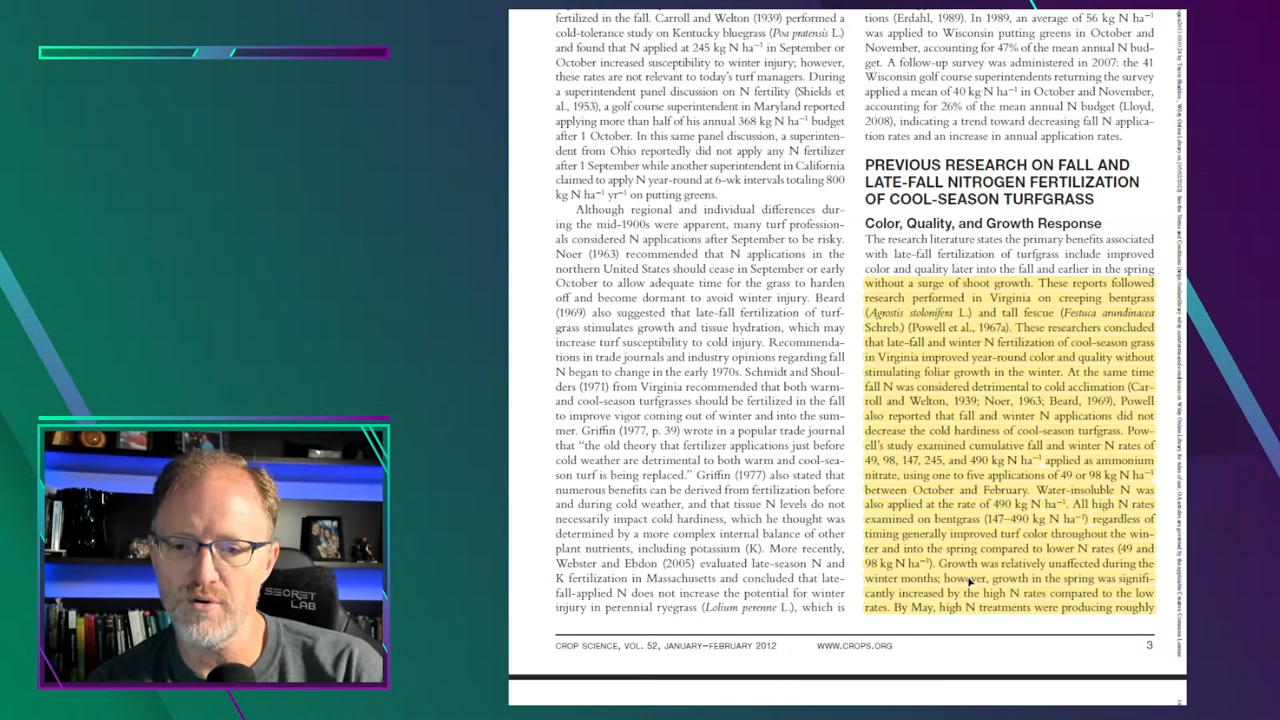 fertilized in the fall. Carroll and Welton (1939) performed a
cold-tolerance study on Kentucky bluegrass (Poa pratensis L.)
and found that N applied at 245 kg N ha⁻¹ in September or
October increased susceptibility to winter injury; however,
these rates are not relevant to today's turf managers. During
a superintendent panel discussion on N fertility (Shields et
al., 1953), a golf course superintendent in Maryland reported
applying more than half of his annual 368 kg N ha⁻¹ budget
after 1 October. In this same panel discussion, a superinten-
dent from Ohio reportedly did not apply any N fertilizer
after 1 September while another superintendent in California
claimed to apply N year-round at 6-wk intervals totaling 800
kg N ha⁻¹ yr⁻¹ on putting greens.
Although regional and individual differences dur-
ing the mid-1900s were apparent, many turf profession-
als considered N applications after September to be risky.
Noer (1963) recommended that N applications in the
northern United States should cease in September or early
October to allow adequate time for the grass to harden
off and become dormant to avoid winter injury. Beard
(1969) also suggested that late-fall fertilization of turf-
grass stimulates growth and tissue hydration, which may
increase turf susceptibility to cold injury. Recommenda-
tions in trade journals and industry opinions regarding fall
N began to change in the early 1970s. Schmidt and Shoul-
ders (1971) from Virginia recommended that both warm-
and cool-season turfgrasses should be fertilized in the fall
to improve vigor coming out of winter and into the sum-
mer. Griffin (1977, p. 39) wrote in a popular trade journal
that “the old theory that fertilizer applications just before
cold weather are detrimental to both warm and cool-sea-
son turf is being replaced.” Griffin (1977) also stated that
numerous benefits can be derived from fertilization before
and during cold weather, and that tissue N levels do not
necessarily impact cold hardiness, which he thought was
determined by a more complex internal balance of other
plant nutrients, including potassium (K). More recently,
Webster and Ebdon (2005) evaluated late-season N and
K fertilization in Massachusetts and concluded that late-
fall-applied N does not increase the potential for winter
injury in perennial ryegrass (Lolium perenne L.), which is
tions (Erdahl, 1989). In 1989, an average of 56 kg N ha⁻¹
was applied to Wisconsin putting greens in October and
November, accounting for 47% of the mean annual N bud-
get. A follow-up survey was administered in 2007: the 41
Wisconsin golf course superintendents returning the survey
applied a mean of 40 kg N ha⁻¹ in October and November,
accounting for 26% of the mean annual N budget (Lloyd,
2008), indicating a trend toward decreasing fall N applica-
tion rates and an increase in annual application rates.
PREVIOUS RESEARCH ON FALL AND
LATE-FALL NITROGEN FERTILIZATION
OF COOL-SEASON TURFGRASS
Color, Quality, and Growth Response
The research literature states the primary benefits associated
with late-fall fertilization of turfgrass include improved
color and quality later into the fall and earlier in the spring
without a surge of shoot growth. These reports followed
research performed in Virginia on creeping bentgrass
(Agrostis stolonifera L.) and tall fescue (Festuca arundinacea
Schreb.) (Powell et al., 1967a). These researchers concluded
that late-fall and winter N fertilization of cool-season grass
in Virginia improved year-round color and quality without
stimulating foliar growth in the winter. At the same time
fall N was considered detrimental to cold acclimation (Car-
roll and Welton, 1939; Noer, 1963; Beard, 1969), Powell
also reported that fall and winter N applications did not
decrease the cold hardiness of cool-season turfgrass. Pow-
ell's study examined cumulative fall and winter N rates of
49, 98, 147, 245, and 490 kg N ha⁻¹ applied as ammonium
nitrate, using one to five applications of 49 or 98 kg N ha⁻¹
between October and February. Water-insoluble N was
also applied at the rate of 490 kg N ha⁻¹. All high N rates
examined on bentgrass (147–490 kg N ha⁻¹) regardless of
timing generally improved turf color throughout the win-
ter and into the spring compared to lower N rates (49 and
98 kg N ha⁻¹). Growth was relatively unaffected during the
winter months; however, growth in the spring was signifi-
cantly increased by the high N rates compared to the low
rates. By May, high N treatments were producing roughly
CROP SCIENCE, VOL. 52, JANUARY–FEBRUARY 2012 WWW.CROPS.ORG 3
SECRET
LAB